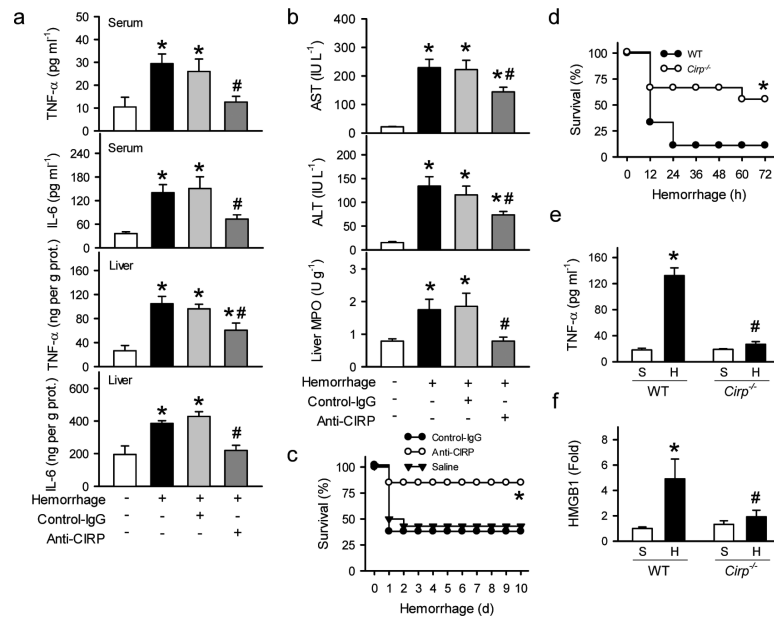 a
Serum
TNF-α (pg ml⁻¹)
40
30
20
10
0
Serum
IL-6 (pg ml⁻¹)
240
180
120
60
0
Liver
TNF-α (ng per g prot.)
160
120
80
40
0
Liver
IL-6 (ng per g prot.)
600
400
200
0
* * #
* * #
* * *#
* * #
Hemorrhage - + + +
Control-IgG - - + -
Anti-CIRP - - - +
b
AST (IU L⁻¹)
400
300
200
100
0
ALT (IU L⁻¹)
200
150
100
50
0
Liver MPO (U g⁻¹)
3
2
1
0
* * *#
* * *#
* * #
Hemorrhage - + + +
Control-IgG - - + -
Anti-CIRP - - - +
c
Control-IgG
Anti-CIRP
Saline
Survival (%)
100
75
50
25
0
*
0 1 2 3 4 5 6 7 8 9 10
Hemorrhage (d)
d
WT
Cirp⁻/⁻
Survival (%)
100
75
50
25
0
*
0 12 24 36 48 60 72
Hemorrhage (h)
e
TNF-α (pg ml⁻¹)
200
150
100
50
0
* #
S H S H
WT Cirp⁻/⁻
f
HMGB1 (Fold)
8
6
4
2
0
* #
S H S H
WT Cirp⁻/⁻